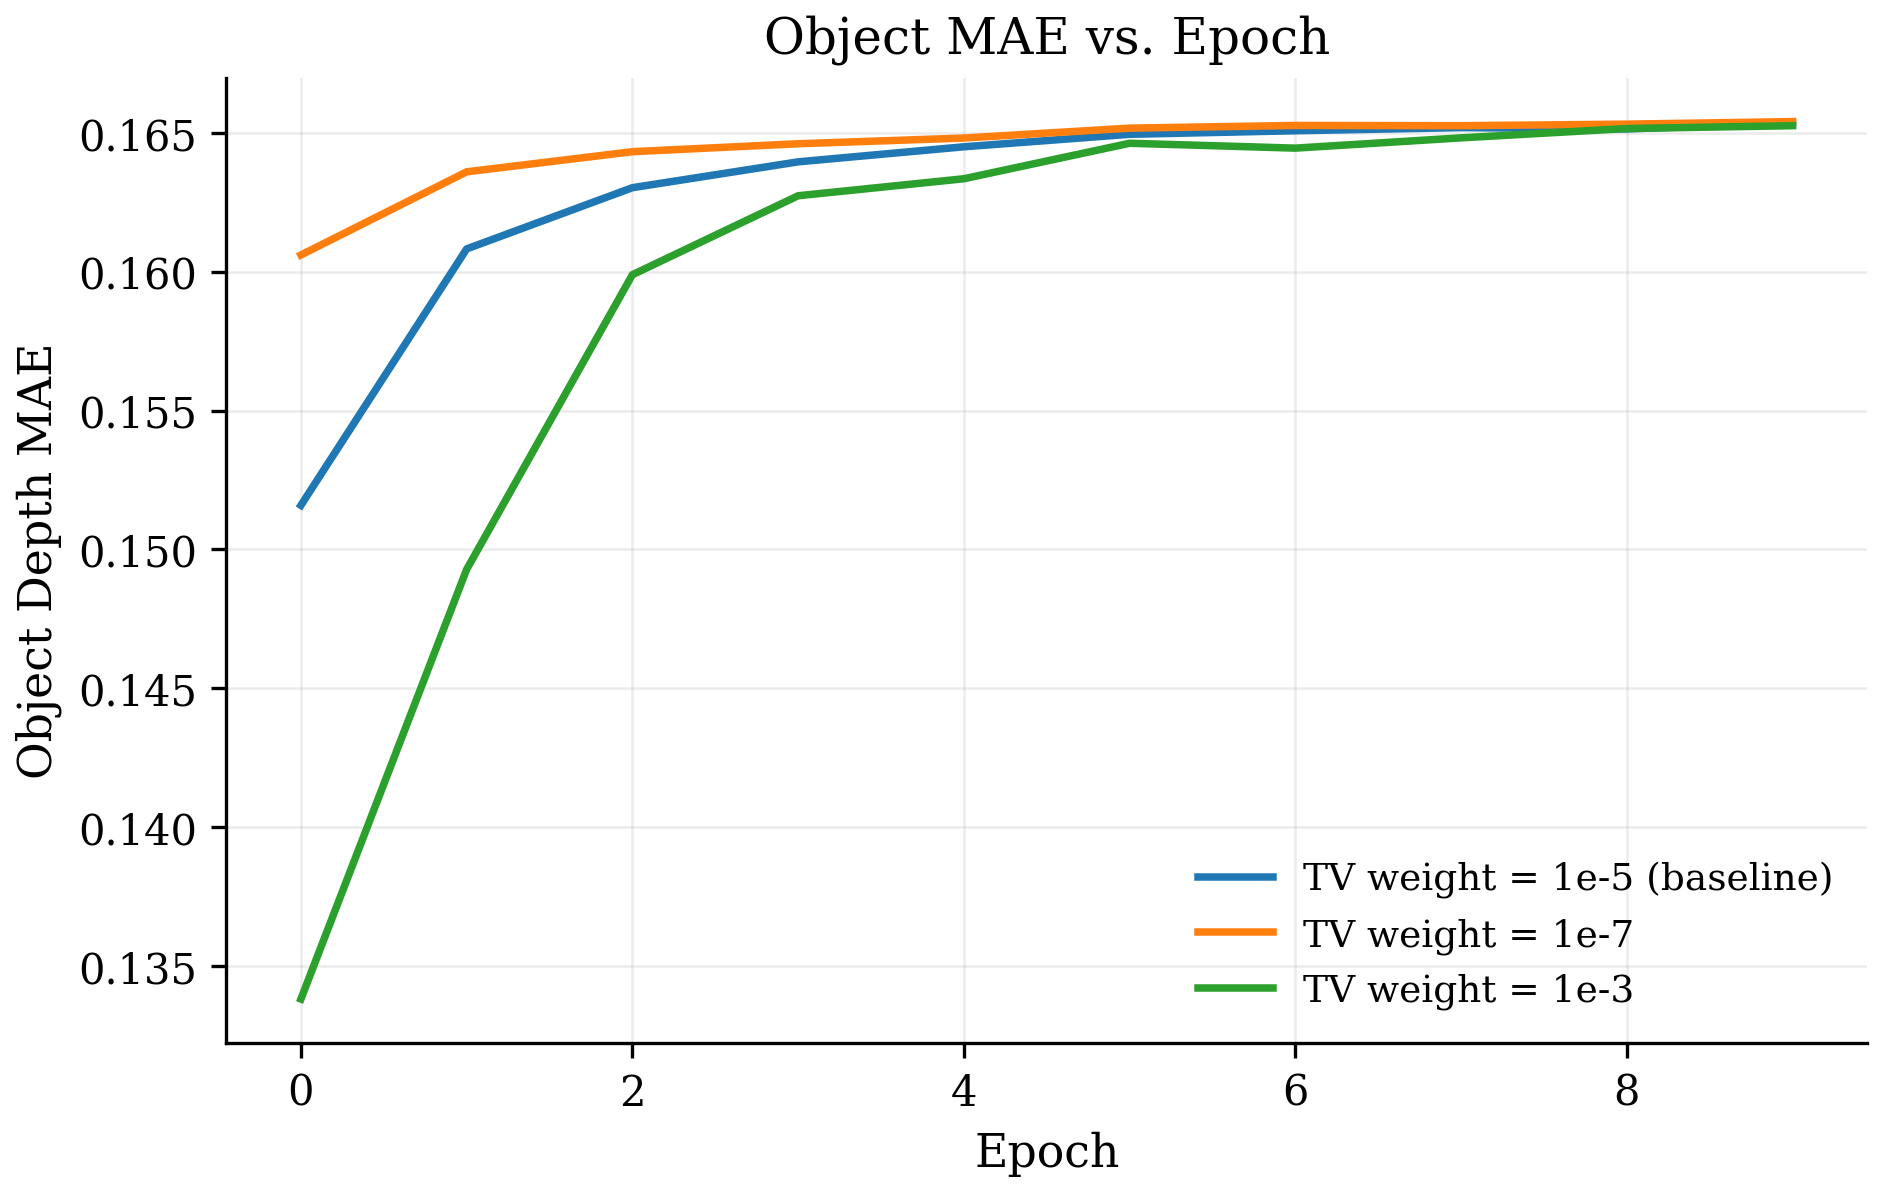 Object MAE vs. Epoch
Object Depth MAE
0.165
0.160
0.155
0.150
0.145
0.140
0.135
TV weight = 1e-5 (baseline)
TV weight = 1e-7
TV weight = 1e-3
0 2 4 6 8
Epoch